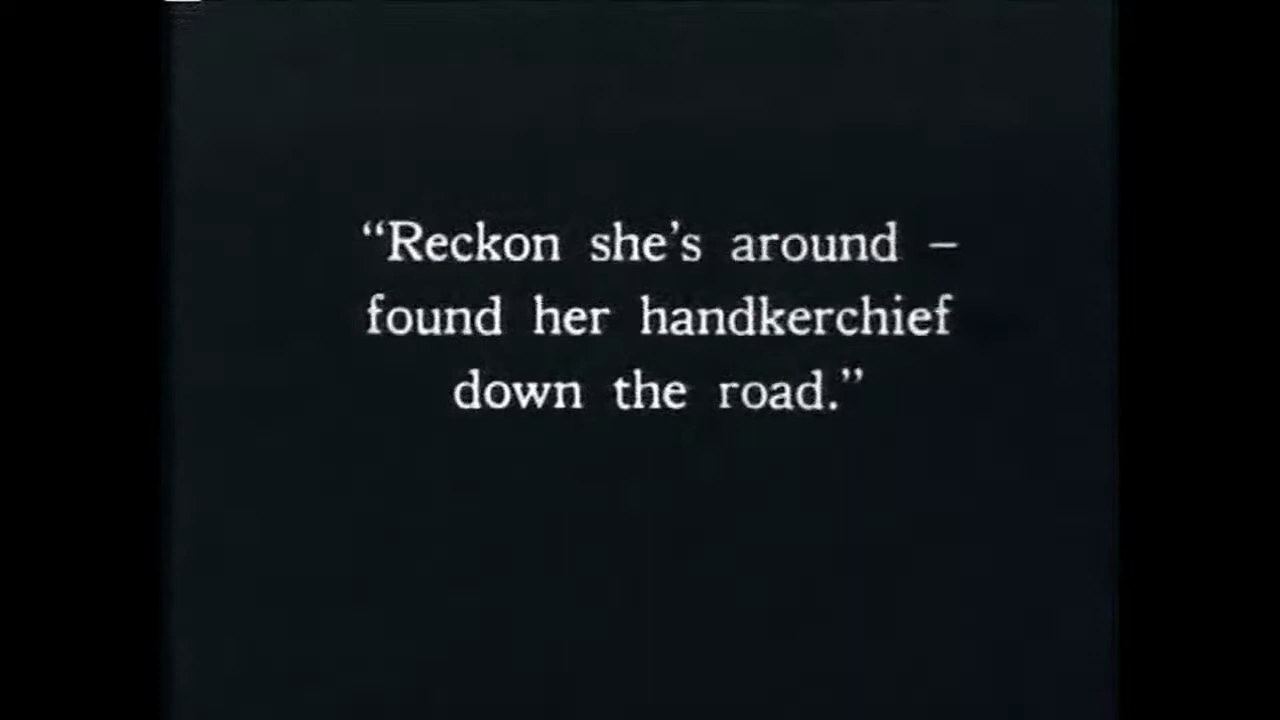 “Reckon she’s around –
found her handkerchief
down the road.”